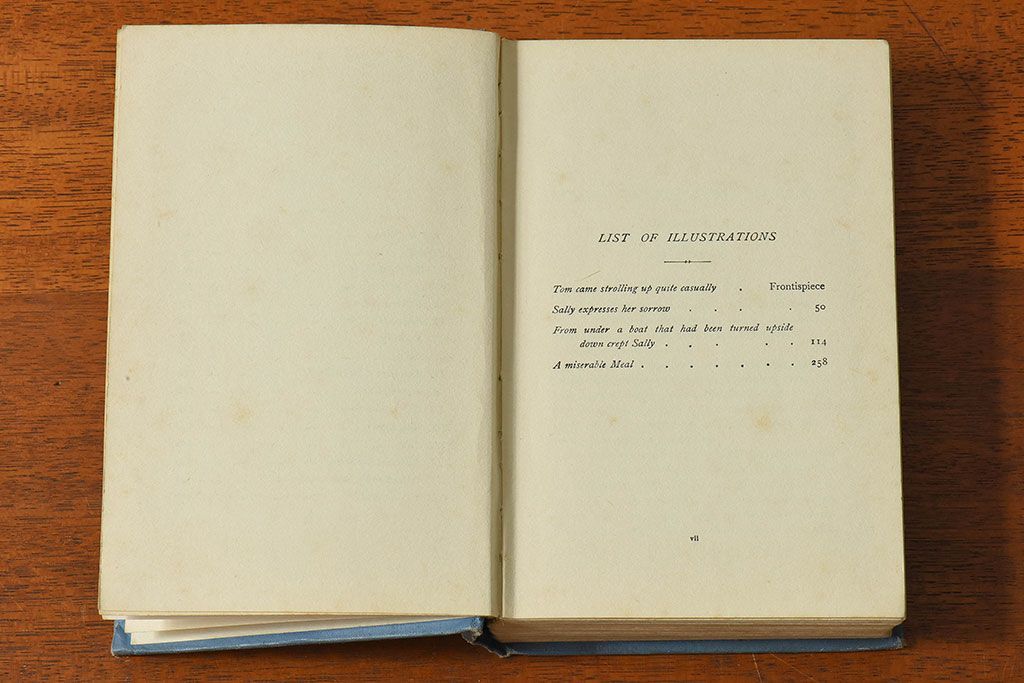 LIST OF ILLUSTRATIONS
Tom came strolling up quite casually . Frontispiece
Sally expresses her sorrow . . . . . 50
From under a boat that had been turned upside
down crept Sally . . . . . 114
A miserable Meal . . . . . . . 258
vii